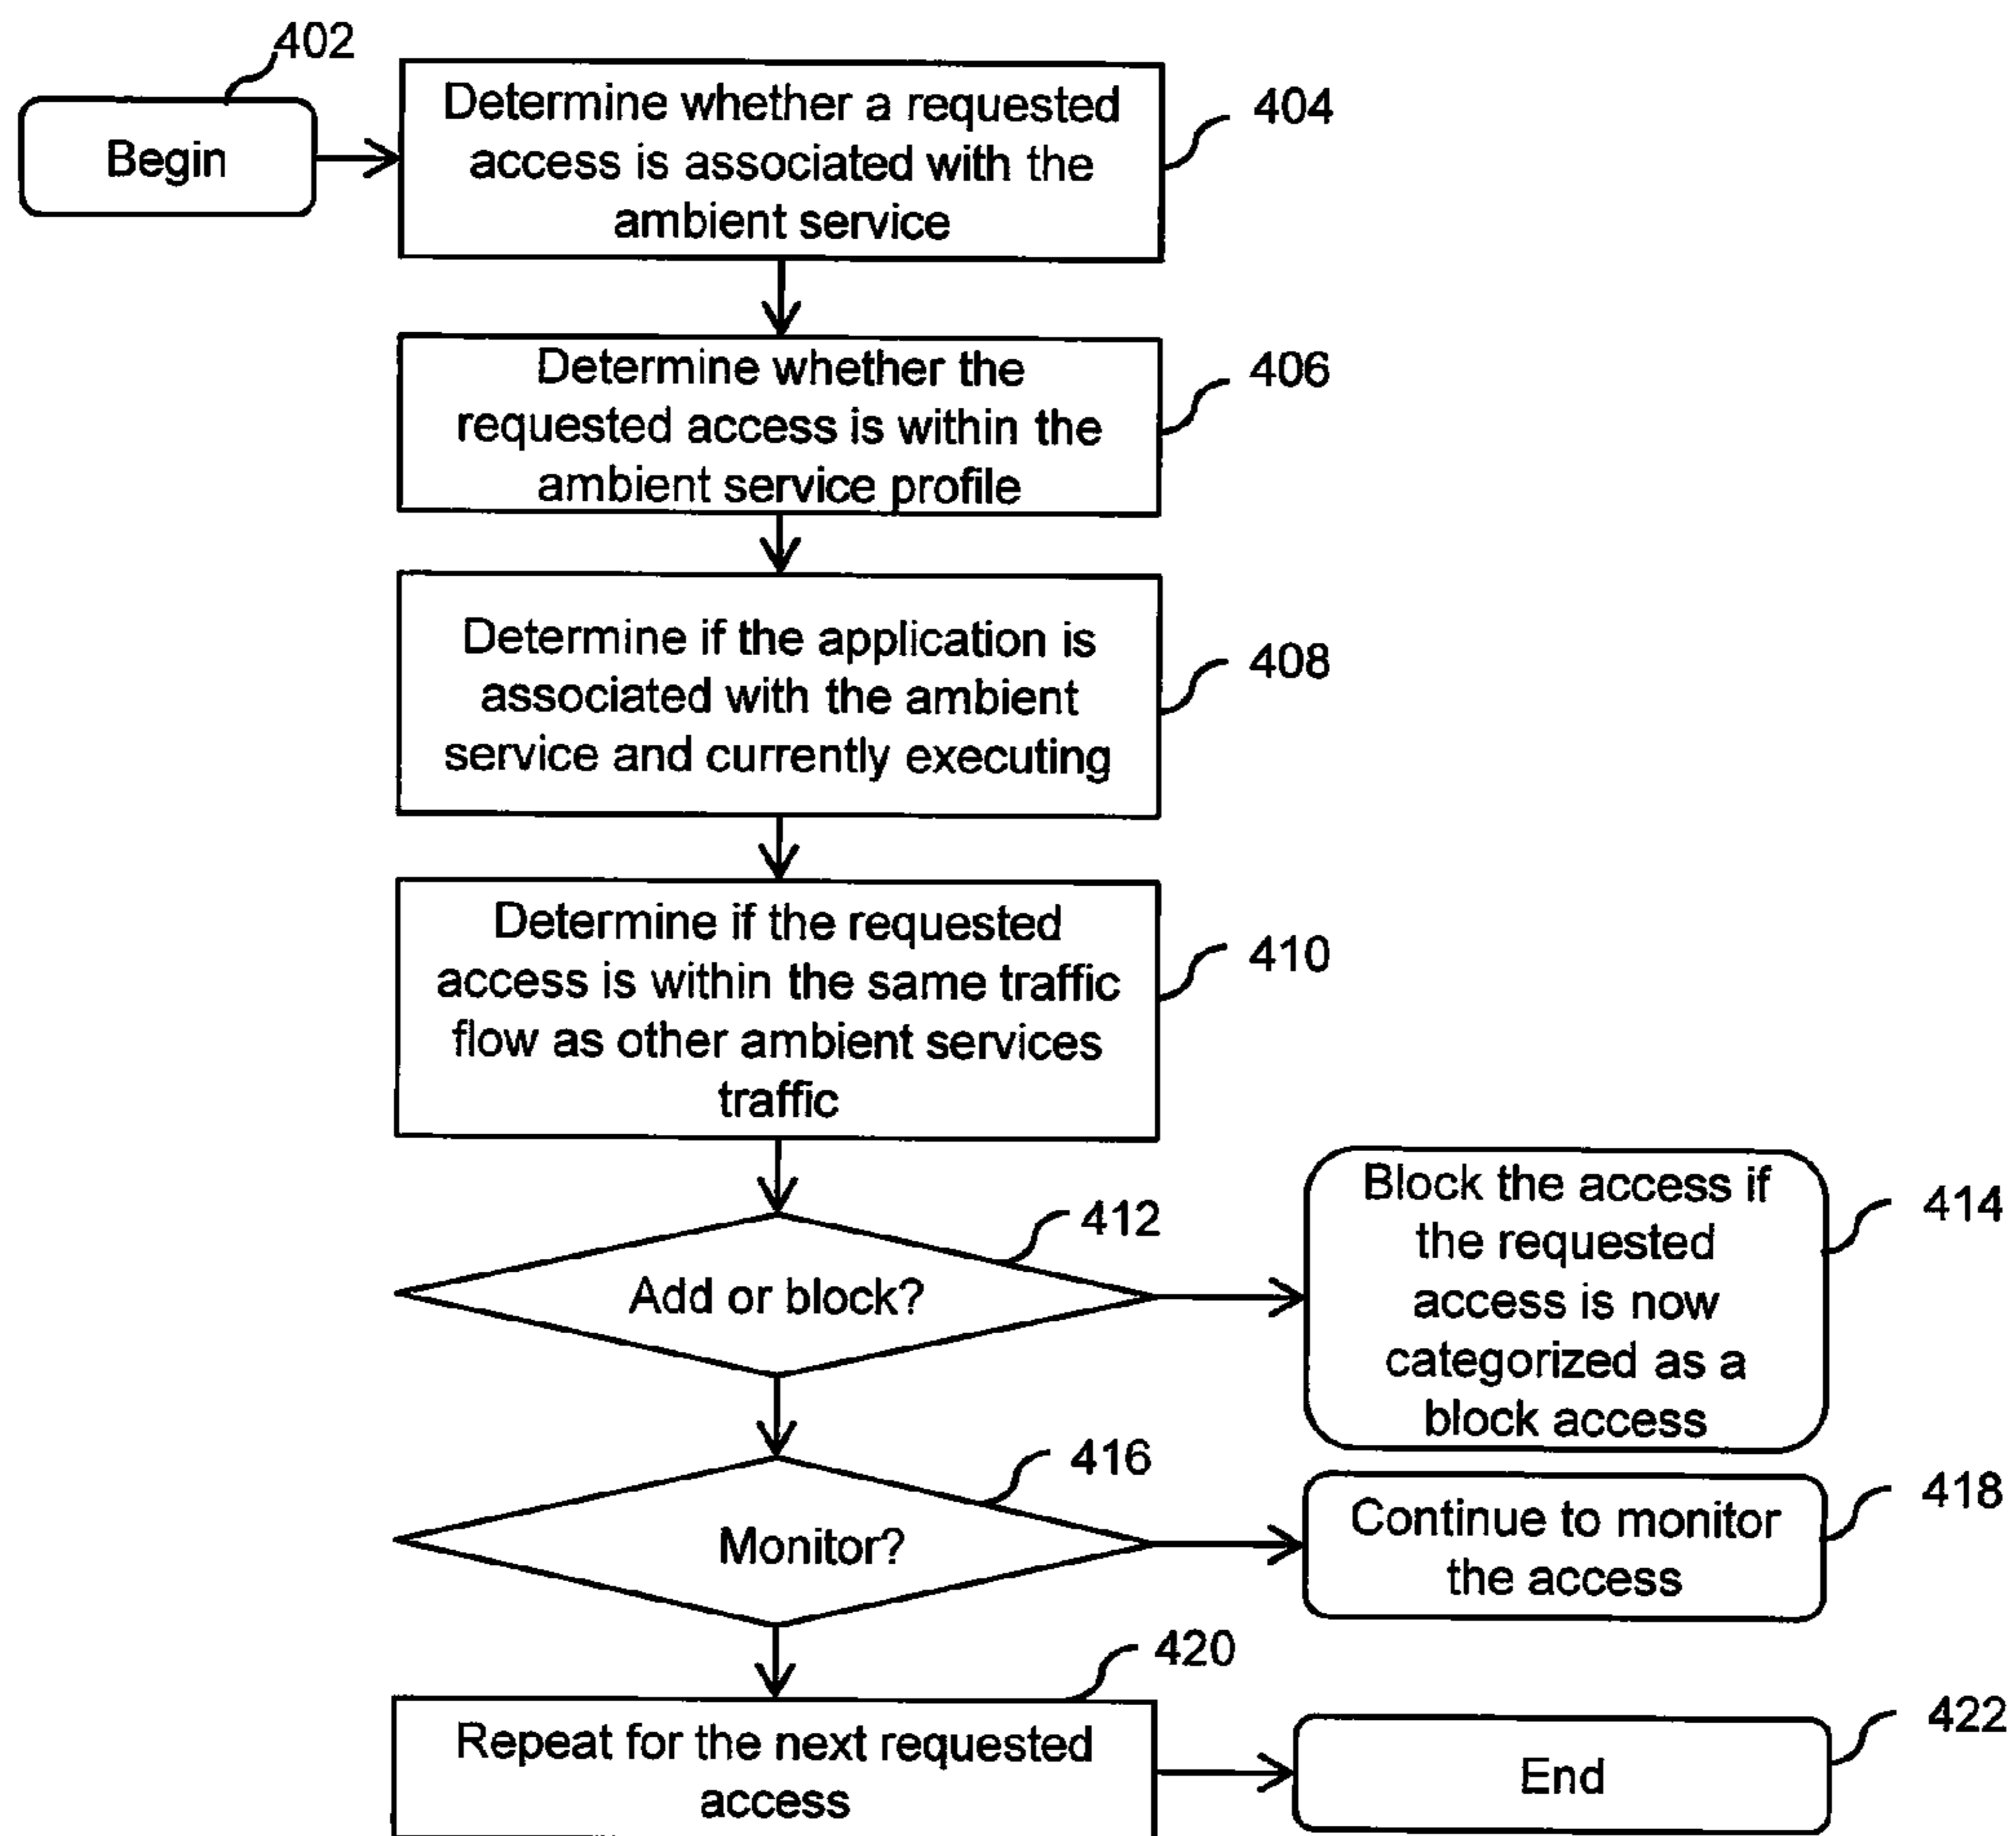 402
Begin
Determine whether a requested
access is associated with the
ambient service
404
Determine whether the
requested access is within the
ambient service profile
406
Determine if the application is
associated with the ambient
service and currently executing
408
Determine if the requested
access is within the same traffic
flow as other ambient services
traffic
410
412
Add or block?
Block the access if
the requested
access is now
categorized as a
block access
414
416
Monitor?
Continue to monitor
the access
418
420
Repeat for the next requested
access
End
422